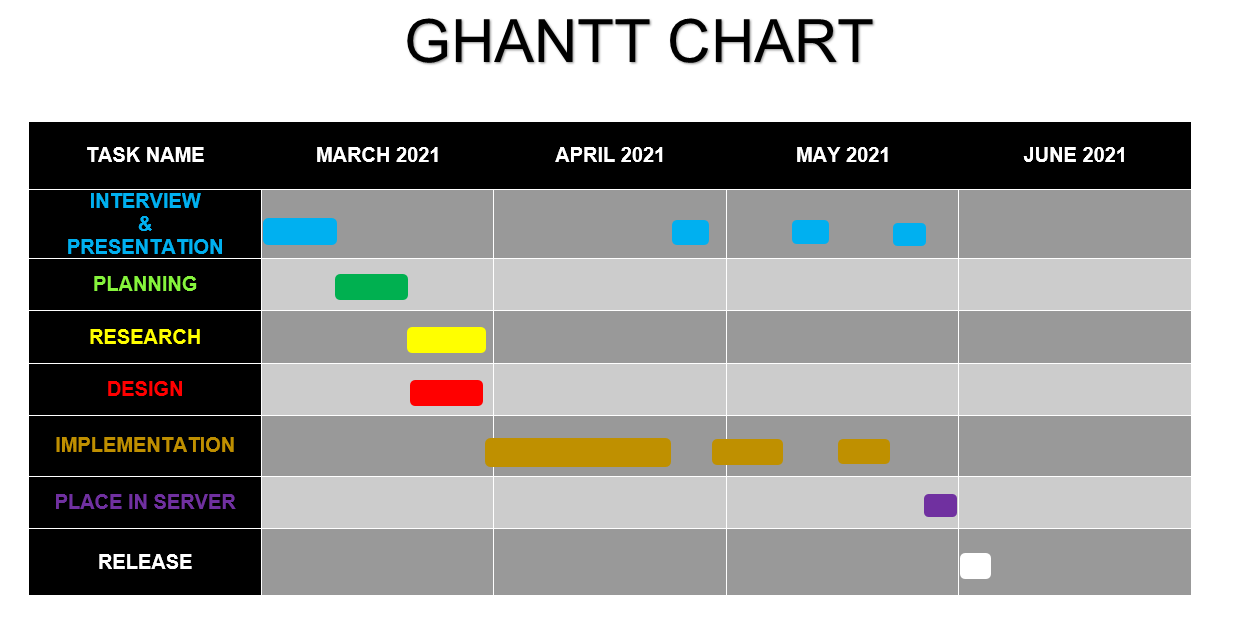 GHANTT CHART
TASK NAME MARCH 2021 APRIL 2021 MAY 2021 JUNE 2021
INTERVIEW
&
PRESENTATION
PLANNING
RESEARCH
DESIGN
IMPLEMENTATION
PLACE IN SERVER
RELEASE